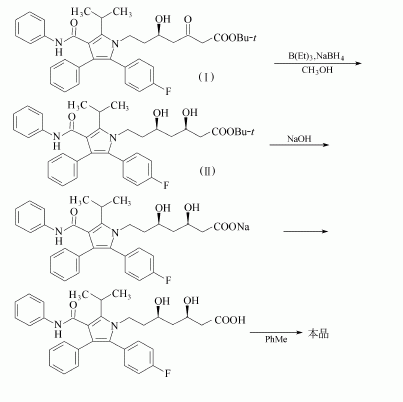 H₃C CH₃
O OH O
N H N COOBu-t
F
(Ⅰ)
B(Et)₃,NaBH₄
CH₃OH
H₃C CH₃
O OH OH
N H N COOBu-t
F
(Ⅱ)
NaOH
H₃C CH₃
O OH OH
N H N COONa
F
H₃C CH₃
O OH OH
N H N COOH
F
PhMe
本品